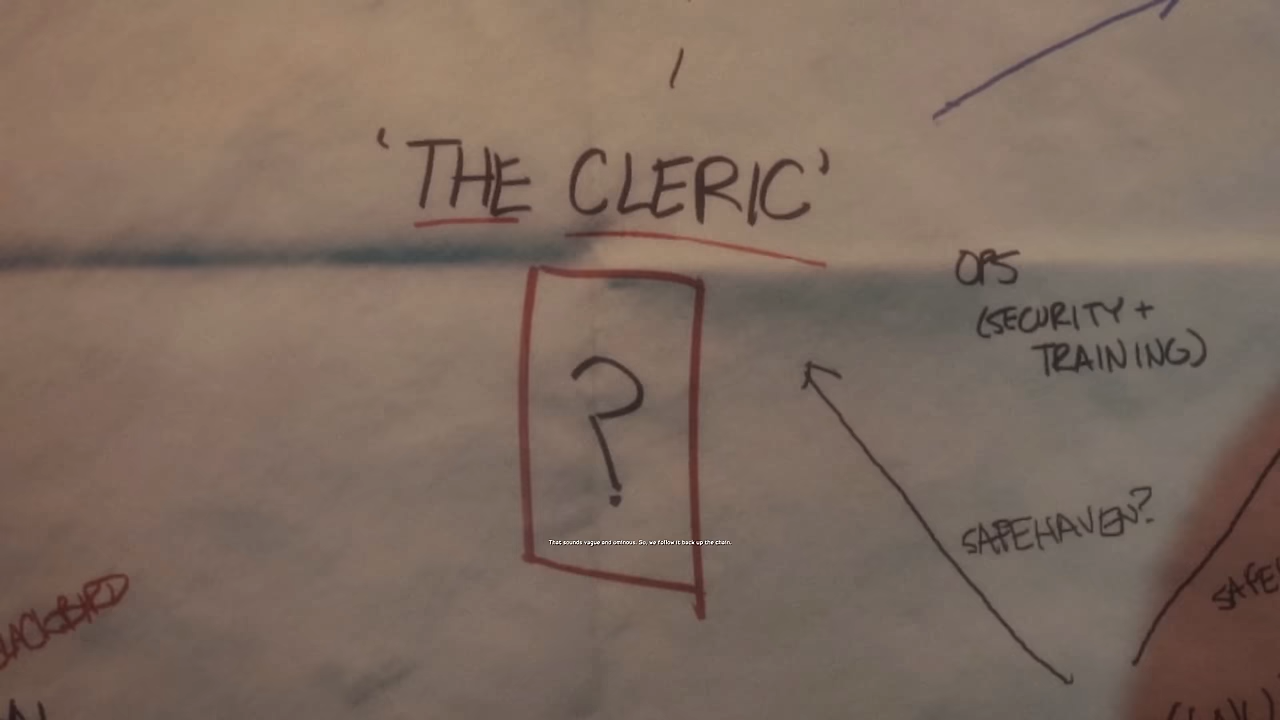 'THE CLERIC'
?
OPS
(SECURITY +
TRAINING)
SAFEHAVEN?
That sounds vague and ominous. So, we follow it back up the chain.